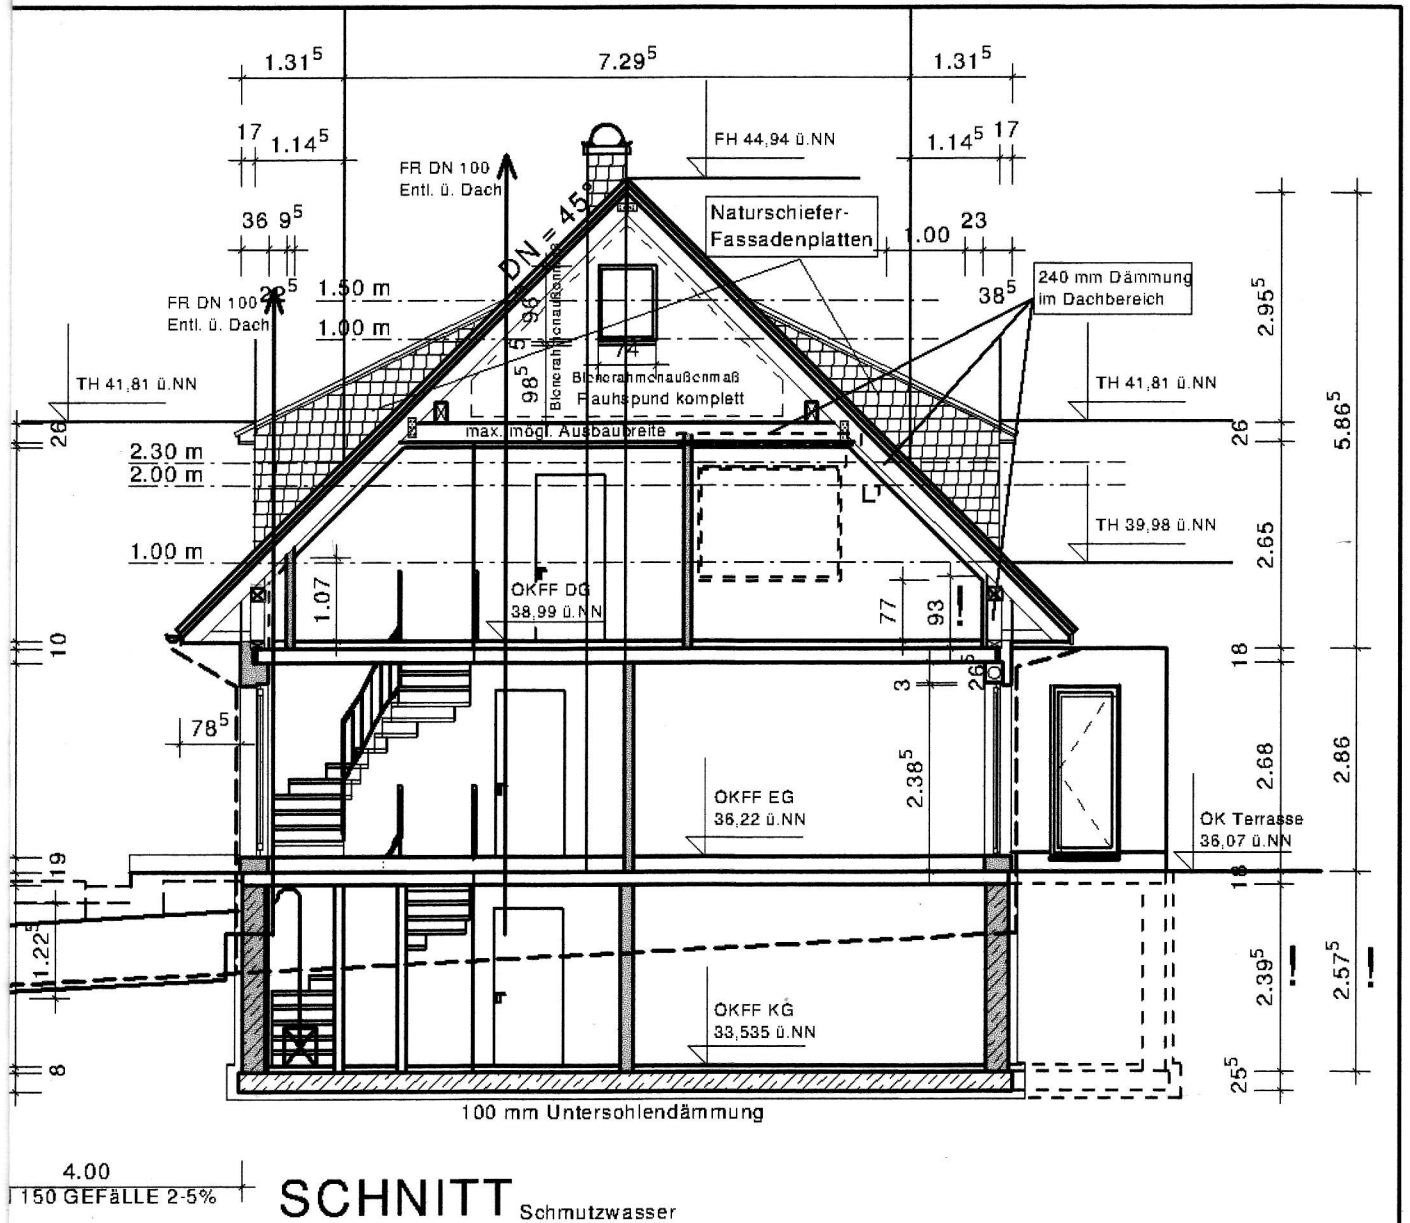 1.31⁵ 7.29⁵ 1.31⁵
17 1.14⁵ FH 44,94 ü.NN 1.14⁵ 17
FR DN 100
Entl. ü. Dach
DN = 45°
Naturschiefer-
Fassadenplatten
36 9⁵ 1.00 23
240 mm Dämmung
im Dachbereich
38⁵
FR DN 100
Entl. ü. Dach
1.50 m
1.00 m
96
5
98⁵
74
2.95⁵
5.86⁵
TH 41,81 ü.NN
TH 41,81 ü.NN
Rauhspund komplett
max. mögl. Ausbaubreite
26
26
2.30 m
2.00 m
TH 39,98 ü.NN
1.00 m
1.07
OKFF DG
38,99 ü.NN
77
93
!
2.65
10
18
3
26⁵
78⁵
2.38⁵
2.68
2.86
OKFF EG
36,22 ü.NN
OK Terrasse
36,07 ü.NN
19
18
1.22⁵
2.39⁵
!
2.57⁵
!
OKFF KG
33,535 ü.NN
8
25⁵
100 mm Untersohlendämmung
4.00
150 GEFäLLE 2-5%
SCHNITT
Schmutzwasser